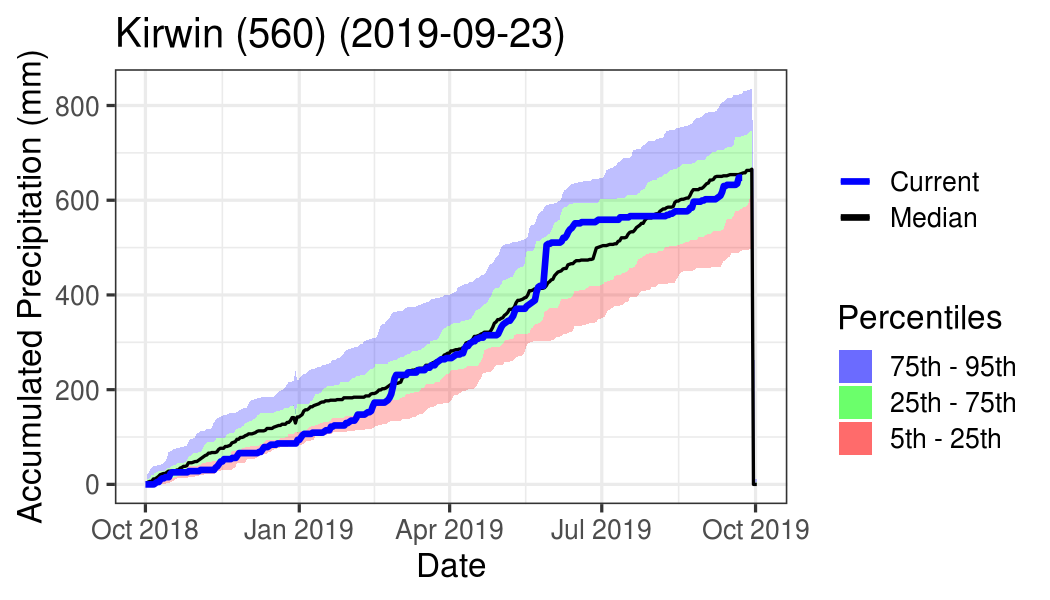 Kirwin (560) (2019-09-23)
Accumulated Precipitation (mm)
800
600
400
200
0
Oct 2018
Jan 2019
Apr 2019
Jul 2019
Oct 2019
Date
Current
Median
Percentiles
75th - 95th
25th - 75th
5th - 25th